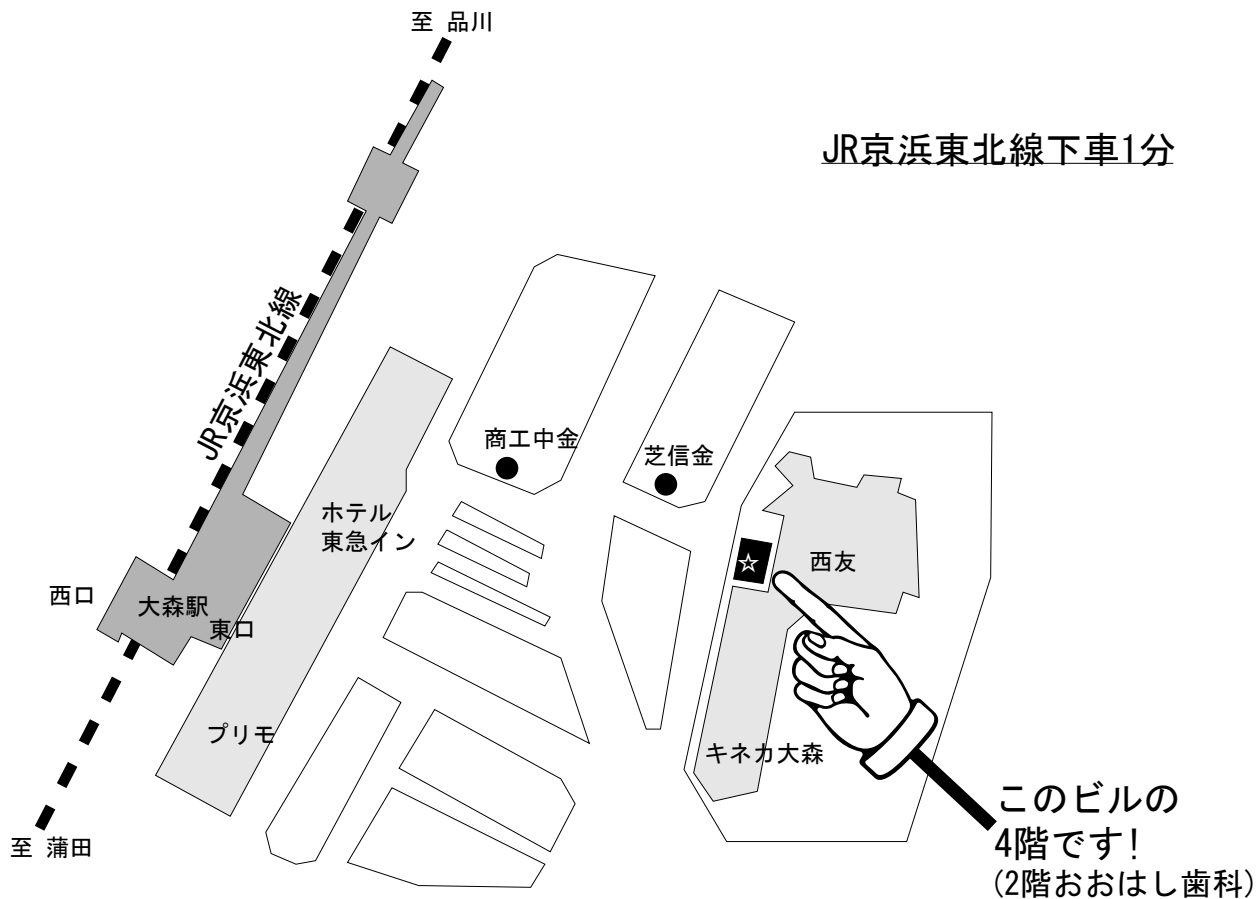 至 品川
JR京浜東北線下車1分
JR京浜東北線
商工中金
芝信金
ホテル
東急イン
西友
西口
大森駅
東口
プリモ
キネカ大森
至 蒲田
このビルの
4階です!
(2階おおはし歯科)